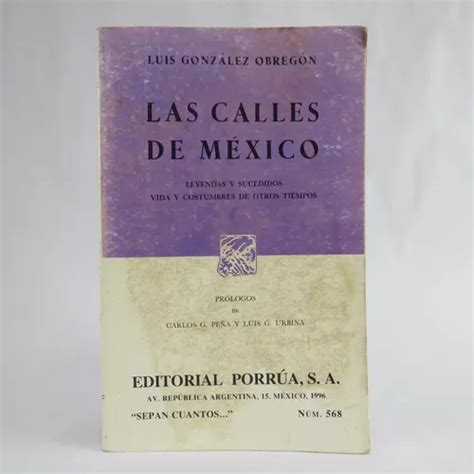 LUIS GONZÁLEZ OBREGÓN
LAS CALLES
DE MÉXICO
LEYENDAS Y SUCEDIDOS
VIDA Y COSTUMBRES DE OTROS TIEMPOS
PRÓLOGOS
DE
CARLOS G. PEÑA Y LUIS G. URBINA
EDITORIAL PORRÚA, S. A.
AV. REPÚBLICA ARGENTINA, 15. MÉXICO, 1996
"SEPAN CUANTOS..." NÚM. 568